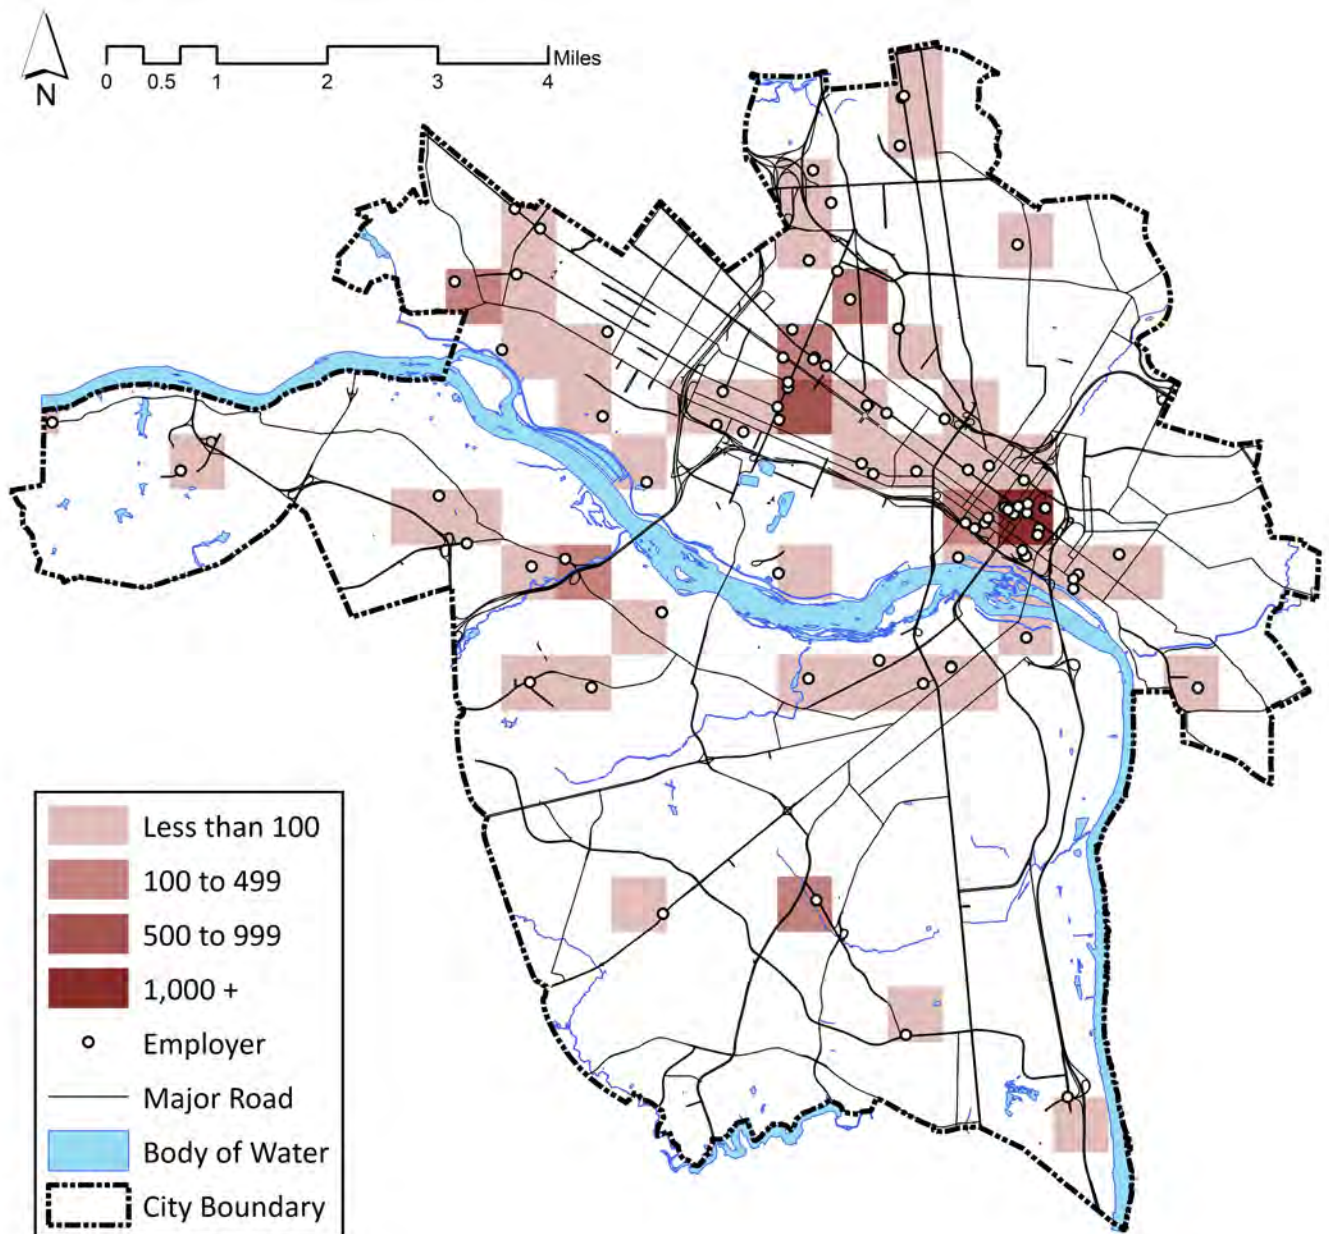 Miles
0 0.5 1 2 3 4
N
Less than 100
100 to 499
500 to 999
1,000 +
Employer
Major Road
Body of Water
City Boundary